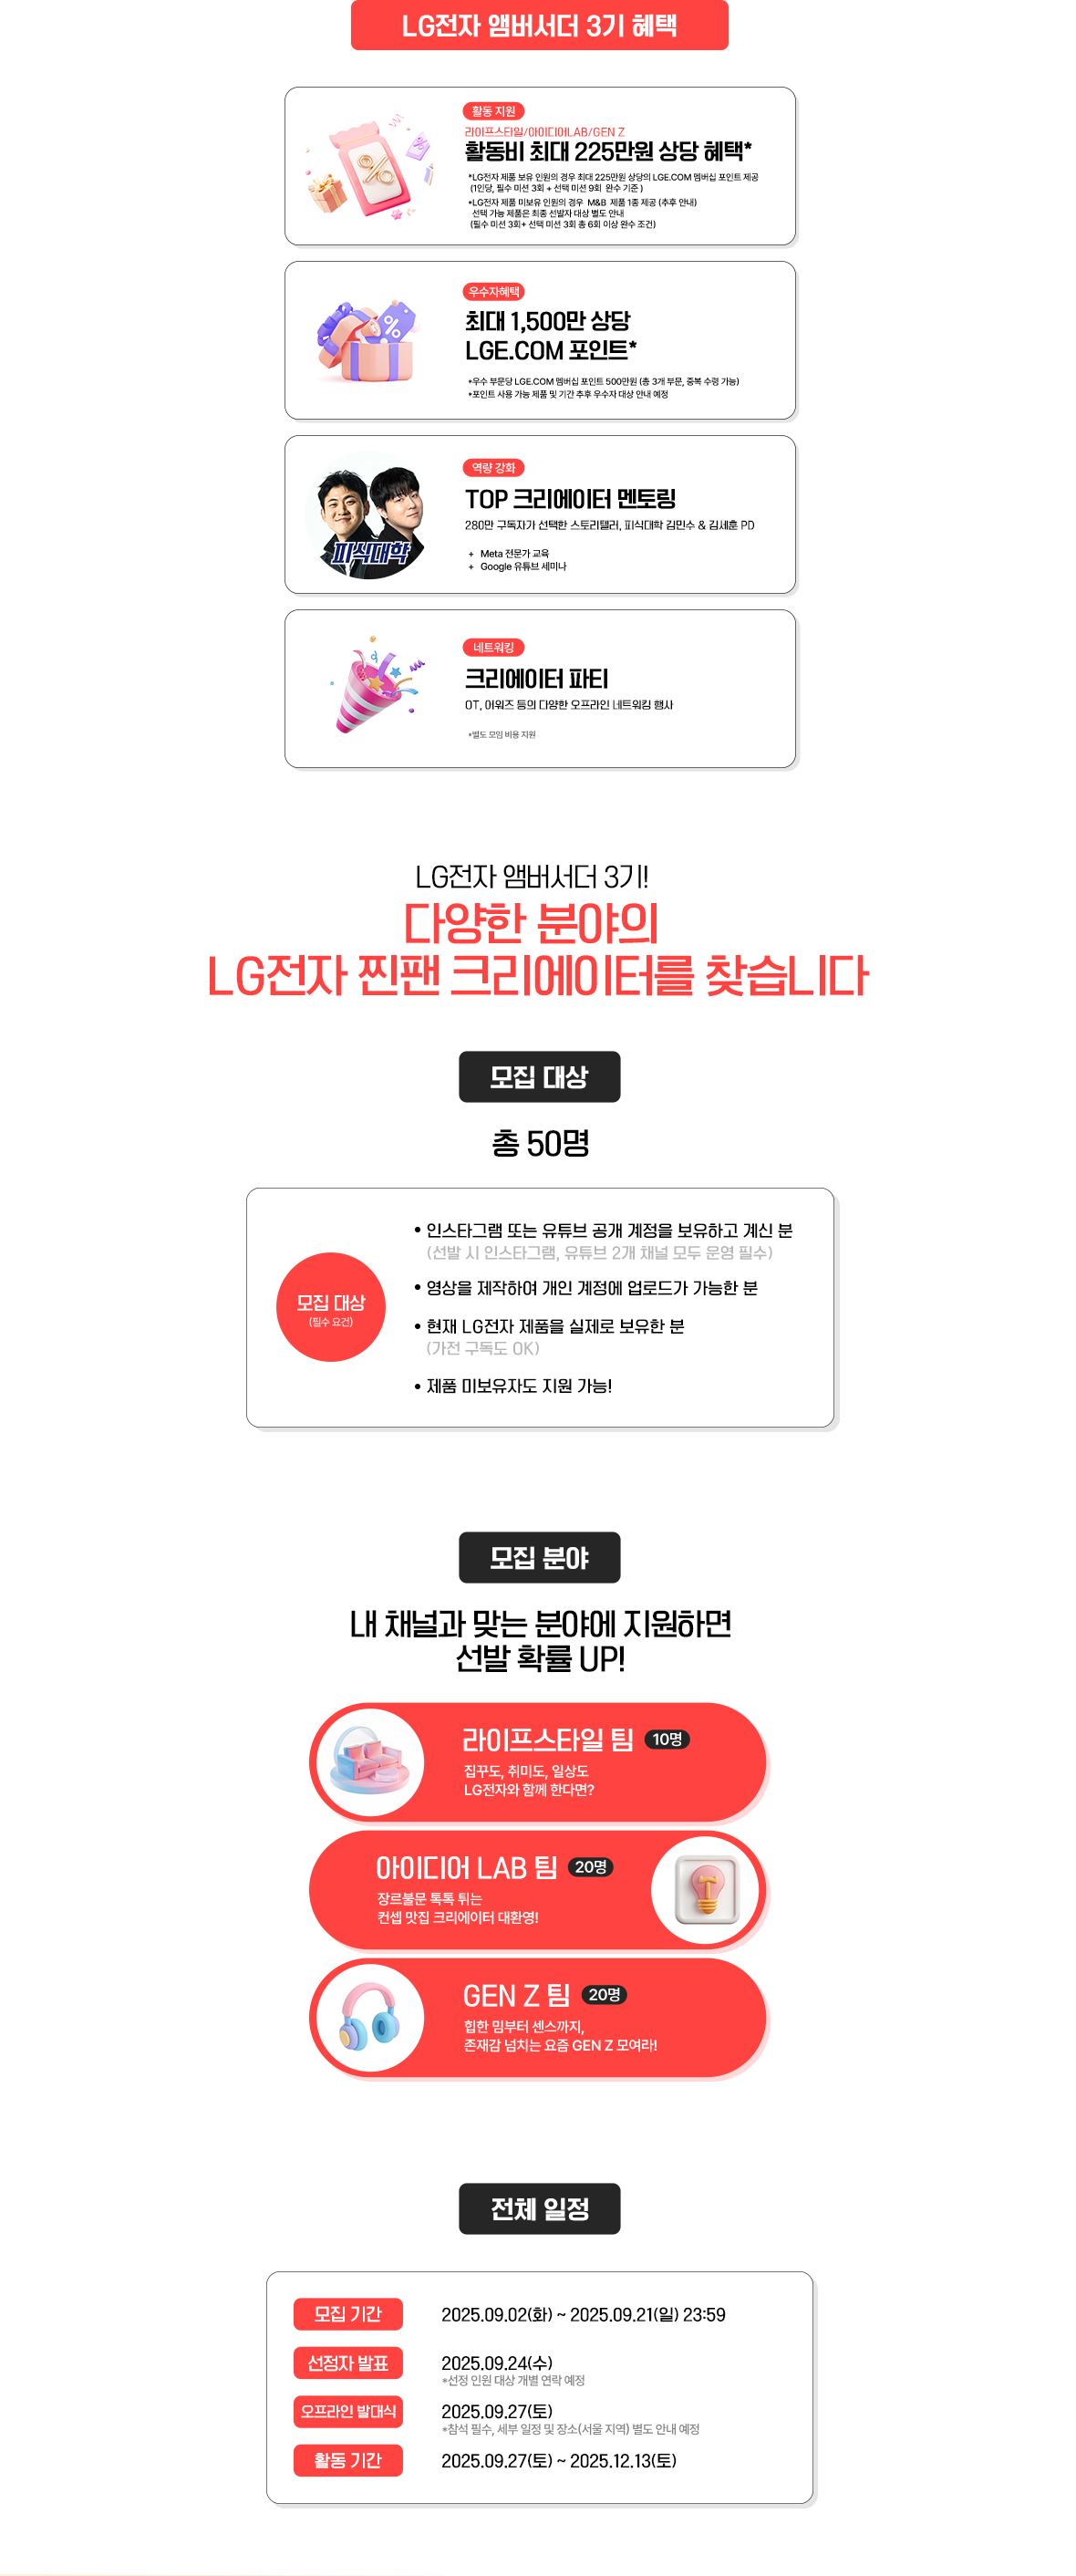 LG전자 앰버서더 3기 혜택
활동 지원
라이프스타일/아이디어LAB/GEN Z
활동비 최대 225만원 상당 혜택*
*LG전자 제품 보유 인원의 경우 최대 225만원 상당의 LGE.COM 멤버십 포인트 제공
(1인당, 필수 미션 3회 + 선택 미션 9회 완수 기준 )
*LG전자 제품 미보유 인원의 경우 M&B 제품 1종 제공 (추후 안내)
선택 가능 제품은 최종 선발자 대상 별도 안내
(필수 미션 3회+ 선택 미션 3회 총 6회 이상 완수 조건)
우수자혜택
최대 1,500만 상당
LGE.COM 포인트*
*우수 부문당 LGE.COM 멤버십 포인트 500만원 (총 3개 부문, 중복 수령 가능)
*포인트 사용 가능 제품 및 기간 추후 우수자 대상 안내 예정
역량 강화
TOP 크리에이터 멘토링
280만 구독자가 선택한 스토리텔러, 피식대학 김민수 & 김세훈 PD
피식대학
+ Meta 전문가 교육
+ Google 유튜브 세미나
네트워킹
크리에이터 파티
OT, 어워즈 등의 다양한 오프라인 네트워킹 행사
*별도 모임 비용 지원
LG전자 앰버서더 3기!
다양한 분야의
LG전자 찐팬 크리에이터를 찾습니다
모집 대상
총 50명
모집 대상
(필수 요건)
• 인스타그램 또는 유튜브 공개 계정을 보유하고 계신 분
(선발 시 인스타그램, 유튜브 2개 채널 모두 운영 필수)
• 영상을 제작하여 개인 계정에 업로드가 가능한 분
• 현재 LG전자 제품을 실제로 보유한 분
(가전 구독도 OK)
• 제품 미보유자도 지원 가능!
모집 분야
내 채널과 맞는 분야에 지원하면
선발 확률 UP!
라이프스타일 팀 10명
집꾸도, 취미도, 일상도
LG전자와 함께 한다면?
아이디어 LAB 팀 20명
장르불문 톡톡 튀는
컨셉 맛집 크리에이터 대환영!
GEN Z 팀 20명
힙한 밈부터 센스까지,
존재감 넘치는 요즘 GEN Z 모여라!
전체 일정
모집 기간 2025.09.02(화) ~ 2025.09.21(일) 23:59
선정자 발표 2025.09.24(수)
*선정 인원 대상 개별 연락 예정
오프라인 발대식 2025.09.27(토)
*참석 필수, 세부 일정 및 장소(서울 지역) 별도 안내 예정
활동 기간 2025.09.27(토) ~ 2025.12.13(토)